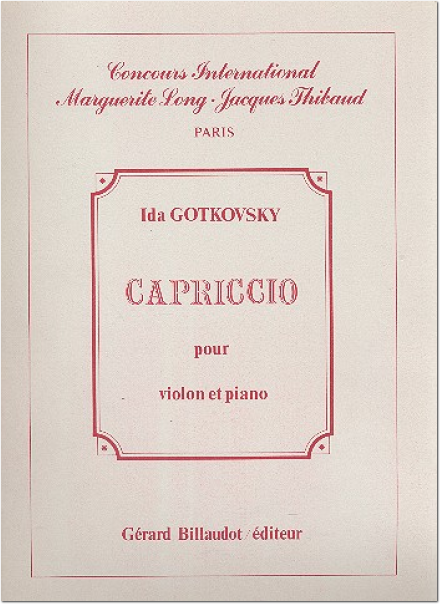 Concours International
Marguerite Long - Jacques Thibaud
PARIS
Ida GOTKOVSKY
CAPRICCIO
pour
violon et piano
Gérard Billaudot / éditeur